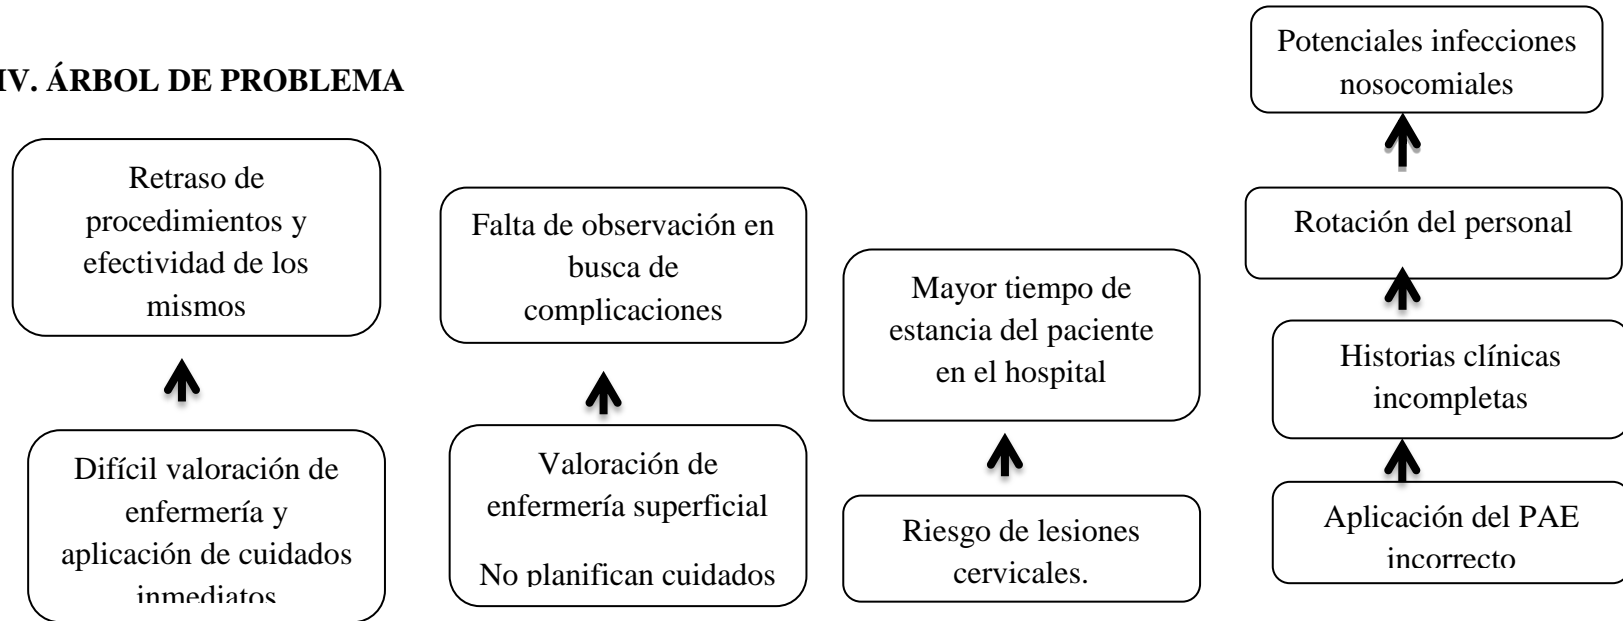 IV. ÁRBOL DE PROBLEMA
Potenciales infecciones
nosocomiales
Retraso de
procedimientos y
efectividad de los
mismos
Falta de observación en
busca de
complicaciones
Mayor tiempo de
estancia del paciente
en el hospital
Rotación del personal
Historias clínicas
incompletas
Difícil valoración de
enfermería y
aplicación de cuidados
inmediatos
Valoración de
enfermería superficial
No planifican cuidados
Riesgo de lesiones
cervicales.
Aplicación del PAE
incorrecto